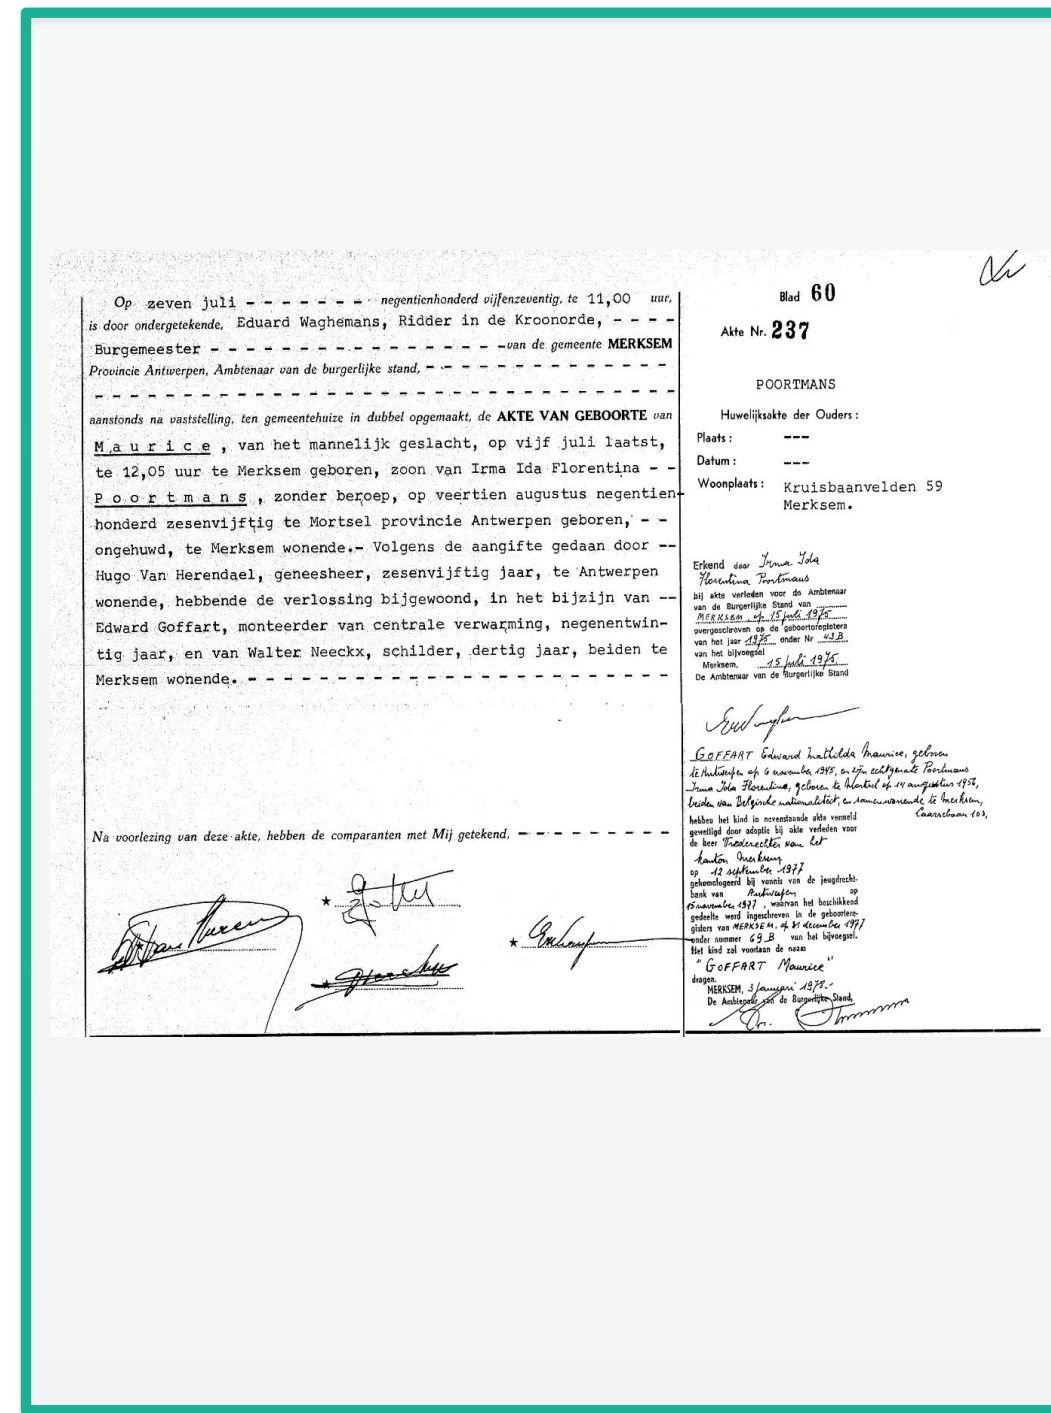 Op zeven juli - - - - - - - negentienhonderd vijfenzeventig, te 11,00 uur,
is door ondergetekende, Eduard Waghemans, Ridder in de Kroonorde, - - - -
Burgemeester - - - - - - - - - - - - - - - - van de gemeente MERKSEM
Provincie Antwerpen, Ambtenaar van de burgerlijke stand, - - - - - - - - - - -
- - - - - - - - - - - - - - - - - - - - - - - - - - - - - -
aanstonds na vaststelling, ten gemeentehuize in dubbel opgemaakt, de AKTE VAN GEBOORTE van
M a u r i c e , van het mannelijk geslacht, op vijf juli laatst,
te 12,05 uur te Merksem geboren, zoon van Irma Ida Florentina - -
P o o r t m a n s , zonder beroep, op veertien augustus negentien-
honderd zesenvijftig te Mortsel provincie Antwerpen geboren, - -
ongehuwd, te Merksem wonende.- Volgens de aangifte gedaan door --
Hugo Van Herendael, geneesheer, zesenvijftig jaar, te Antwerpen
wonende, hebbende de verlossing bijgewoond, in het bijzijn van --
Edward Goffart, monteerder van centrale verwarming, negenentwin-
tig jaar, en van Walter Neeckx, schilder, dertig jaar, beiden te
Merksem wonende. - - - - - - - - - - - - - - - - - - - - - - -
Na voorlezing van deze akte, hebben de comparanten met Mij getekend, - - - - - - - - -
Blad 60
Akte Nr. 237
POORTMANS
Huwelijksakte der Ouders :
Plaats : ---
Datum : ---
Woonplaats : Kruisbaanvelden 59
Merksem.
Erkend door Irma Ida
Florentina Poortmans
bij akte verleden voor de Ambtenaar
van de Burgerlijke Stand van
MERKSEM, op 15 juli 1975
overgeschreven op de geboorteregisters
van het jaar 1975 onder Nr 43B
van het bijvoegsel
Merksem, 15 juli 1975
De Ambtenaar van de Burgerlijke Stand
GOFFART Edward Mathilda Maurice, geboren
te Antwerpen op 6 november 1945, en zijn echtgenote Poortmans
Irma Ida Florentina, geboren te Mortsel op 14 augustus 1956,
beiden van Belgische nationaliteit, en samenwonende te Merksem,
Laarsebaan 103,
hebben het kind in nevenstaande akte vermeld
gewettigd door adoptie bij akte verleden voor
de heer Vrederechter van het
kanton Merksem
op 12 september 1977
gehomologeerd bij vonnis van de jeugdrecht-
bank van Antwerpen op
15 november 1977 , waarvan het beschikkend
gedeelte werd ingeschreven in de geboortere-
gisters van MERKSEM, op 21 december 1977
onder nummer 69 B van het bijvoegsel.
Het kind zal voortaan de naam
"GOFFART Maurice"
dragen.
MERKSEM, 3 januari 1978.-
De Ambtenaar van de Burgerlijke Stand,